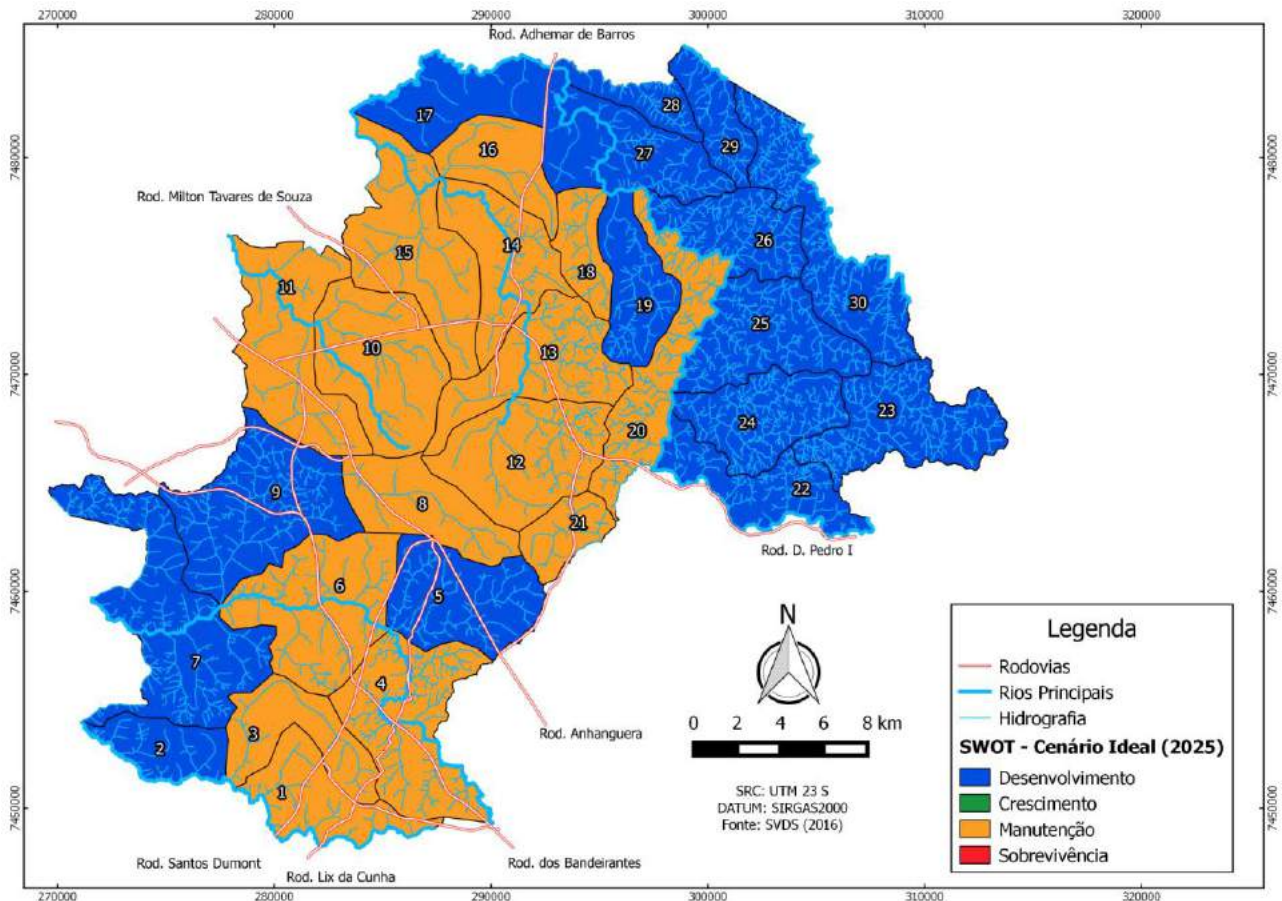 270000 280000 290000 300000 310000 320000
Rod. Adhemar de Barros
28
17
29
16
27
7480000 7480000
Rod. Milton Tavares de Souza
26
14
15
18
11
30
19
25
10
13
7470000 7470000
23
24
20
12
22
9
8
21
Rod. D. Pedro I
6
5
7460000 7460000
N
7
4
0 2 4 6 8 km
3
2
Rod. Anhanguera
1
SRC: UTM 23 S
DATUM: SIRGAS2000
Fonte: SVDS (2016)
7450000 7450000
Rod. Santos Dumont
Rod. dos Bandeirantes
Rod. Lix da Cunha
Legenda
Rodovias
Rios Principais
Hidrografia
SWOT - Cenário Ideal (2025)
Desenvolvimento
Crescimento
Manutenção
Sobrevivência
270000 280000 290000 300000 310000 320000